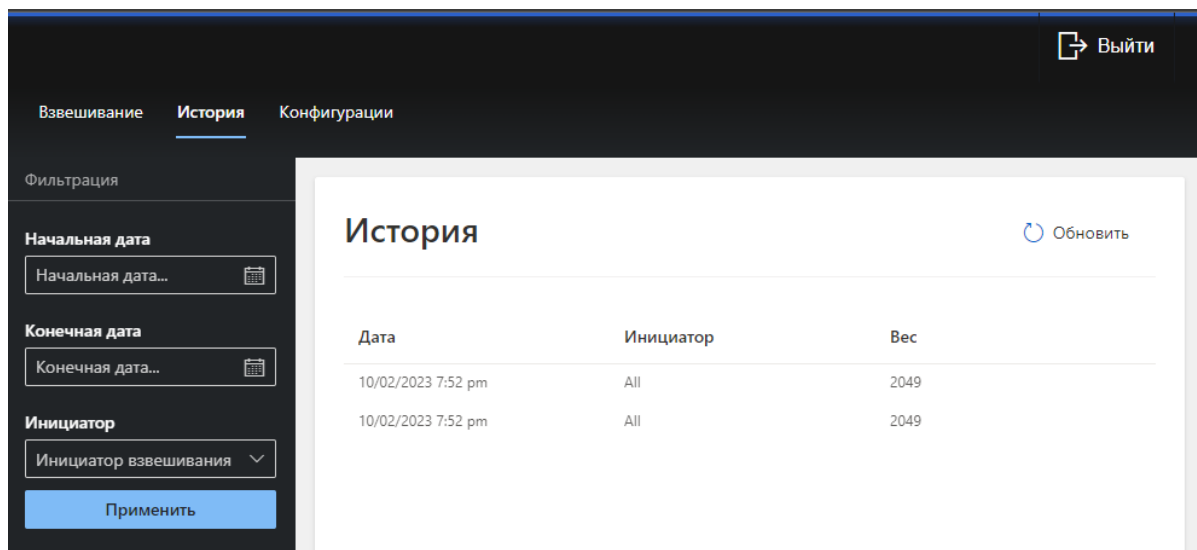 Выйти
Взвешивание История Конфигурации
Фильтрация
Начальная дата
Начальная дата...
Конечная дата
Конечная дата...
Инициатор
Инициатор взвешивания
Применить
История
Обновить
Дата Инициатор Вес
10/02/2023 7:52 pm All 2049
10/02/2023 7:52 pm All 2049